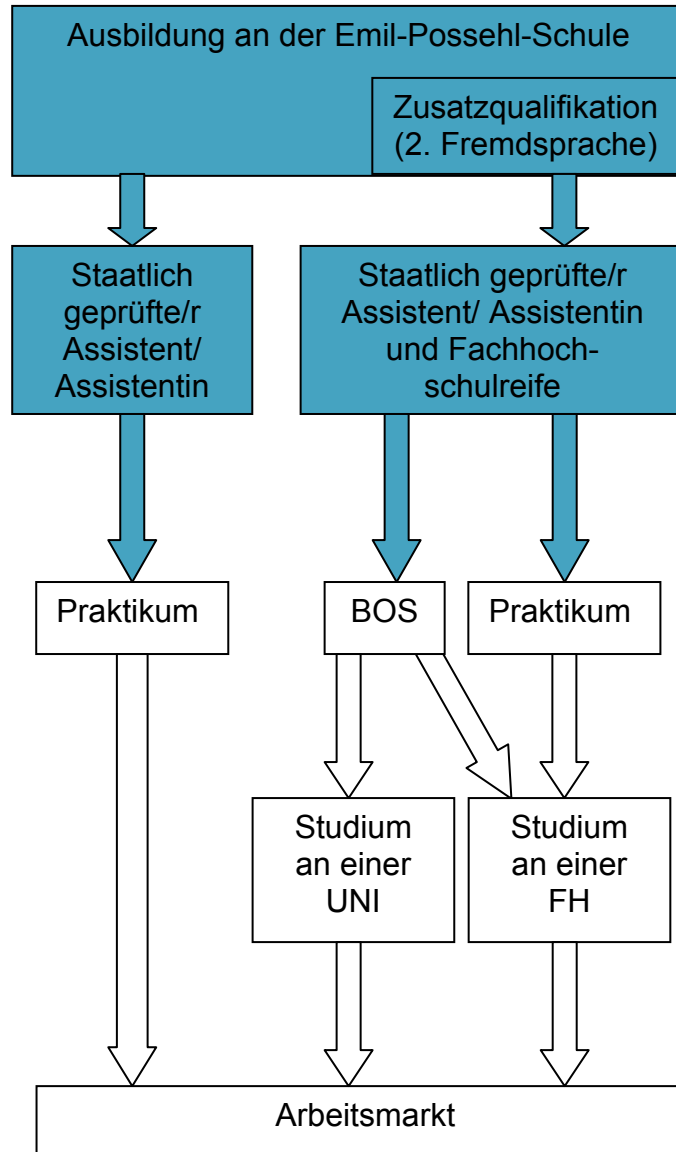 Ausbildung an der Emil-Possehl-Schule
Zusatzqualifikation
(2. Fremdsprache)
Staatlich
geprüfte/r
Assistent/
Assistentin
Staatlich geprüfte/r
Assistent/ Assistentin
und Fachhoch-
schulreife
Praktikum
BOS
Praktikum
Studium
an einer
UNI
Studium
an einer
FH
Arbeitsmarkt